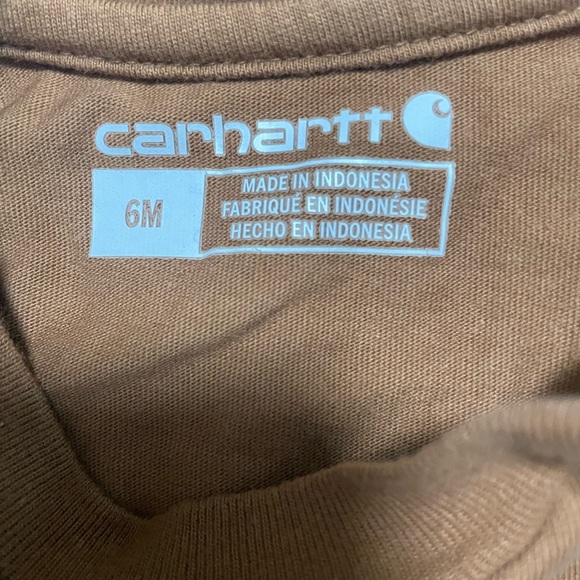 carhartt
6M
MADE IN INDONESIA
FABRIQUÉ EN INDONÉSIE
HECHO EN INDONESIA